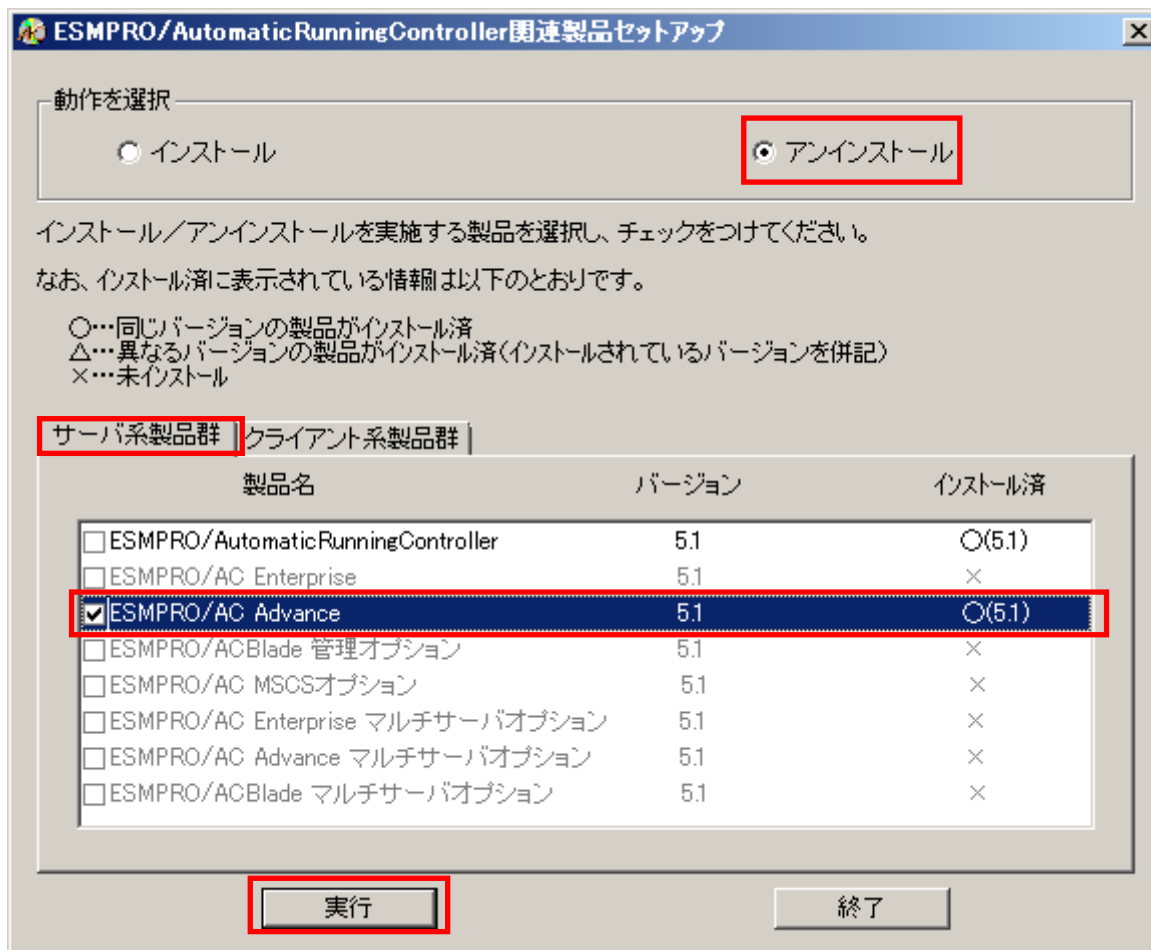 ESMPRO/AutomaticRunningController関連製品セットアップ
動作を選択
インストール アンインストール
インストール／アンインストールを実施する製品を選択し、チェックをつけてください。
なお、インストール済に表示されている情報は以下のとおりです。
○…同じバージョンの製品がインストール済
△…異なるバージョンの製品がインストール済(インストールされているバージョンを併記)
×…未インストール
サーバ系製品群 クライアント系製品群
製品名 バージョン インストール済
ESMPRO/AutomaticRunningController 5.1 ○(5.1)
ESMPRO/AC Enterprise 5.1 ×
ESMPRO/AC Advance 5.1 ○(5.1)
ESMPRO/ACBlade 管理オプション 5.1 ×
ESMPRO/AC MSCSオプション 5.1 ×
ESMPRO/AC Enterprise マルチサーバオプション 5.1 ×
ESMPRO/AC Advance マルチサーバオプション 5.1 ×
ESMPRO/ACBlade マルチサーバオプション 5.1 ×
実行 終了